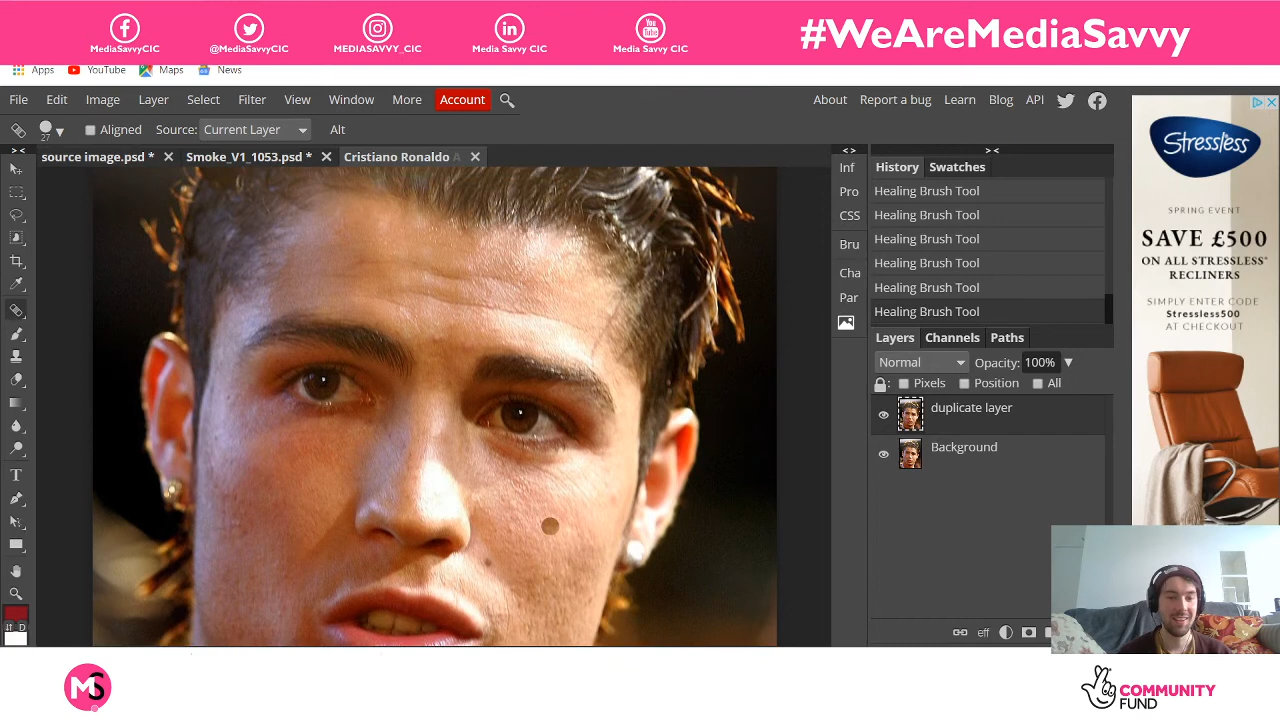 MediaSavvyCIC
@MediaSavvyCIC
MEDIASAVVY_CIC
Media Savvy CIC
You Tube
Media Savvy CIC
#WeAreMediaSavvy
Apps YouTube Maps News
File Edit Image Layer Select Filter View Window More Account
About Report a bug Learn Blog API
27 Aligned Source: Current Layer Alt
source image.psd * Smoke_V1_1053.psd * Cristiano Ronaldo A
Inf
Pro
CSS
Bru
Cha
Par
History Swatches
Healing Brush Tool
Healing Brush Tool
Healing Brush Tool
Healing Brush Tool
Healing Brush Tool
Healing Brush Tool
Layers Channels Paths
Normal Opacity: 100%
Pixels Position All
duplicate layer
Background
eff
T
D
Stressless
SPRING EVENT
SAVE £500
ON ALL STRESSLESS®
RECLINERS
SIMPLY ENTER CODE
Stressless500
AT CHECKOUT
MS
COMMUNITY
FUND